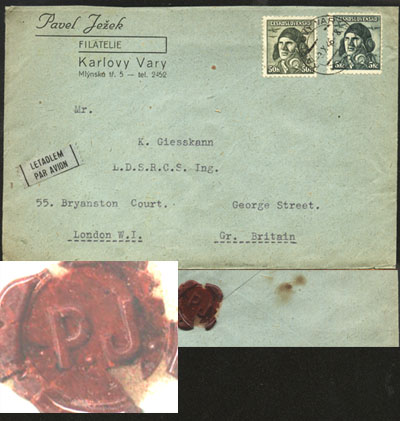 Pavel Ježek
FILATELIE
Karlovy Vary
Mlýnská tř. 5 — tel. 2452
ČESKOSLOVENSKO
ČESKOSLOVENSKO
Mr.
K. Giesskann
L.D.S.R.C.S. Ing.
LETADLEM
PAR AVION
55. Bryanston Court. George Street.
London W.I. Gr. Britain
PJ